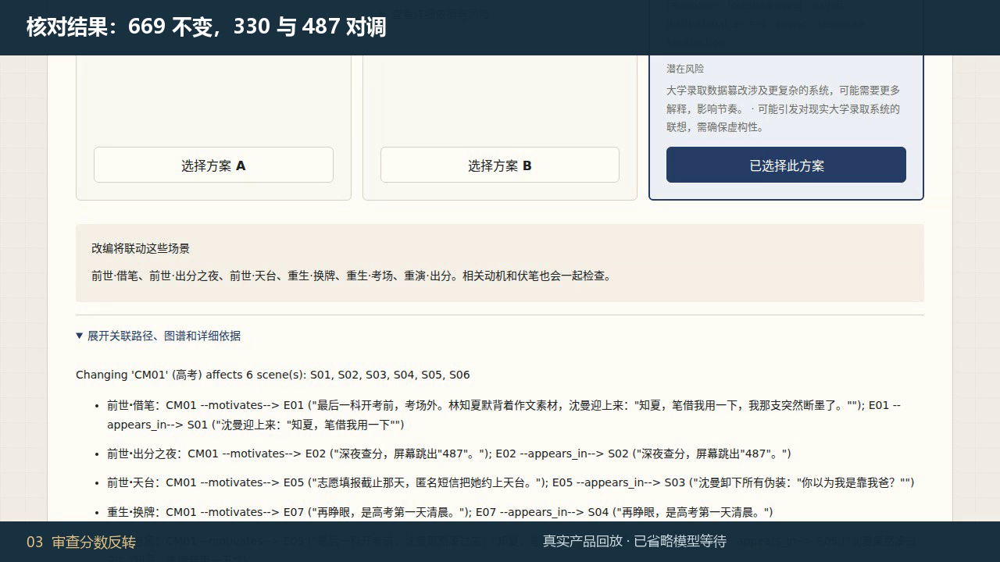 核对结果：669 不变，330 与 487 对调
潜在风险
大学录取数据篡改涉及更复杂的系统，可能需要更多
解释，影响节奏。 · 可能引发对现实大学录取系统的
联想，需确保虚构性。
选择方案 A
选择方案 B
已选择此方案
改编将联动这些场景
前世·借笔、前世·出分之夜、前世·天台、重生·换牌、重生·考场、重演·出分。相关动机和伏笔也会一起检查。
▼ 展开关联路径、图谱和详细依据
Changing 'CM01' (高考) affects 6 scene(s): S01, S02, S03, S04, S05, S06
• 前世·借笔：CM01 --motivates--> E01 ("最后一科开考前，考场外。林知夏默背着作文素材，沈曼迎上来："知夏，笔借我用一下，我那支突然断墨了。""); E01 --
appears_in--> S01 ("沈曼迎上来："知夏，笔借我用一下"")
• 前世·出分之夜：CM01 --motivates--> E02 ("深夜查分，屏幕跳出"487"。"); E02 --appears_in--> S02 ("深夜查分，屏幕跳出"487"。")
• 前世·天台：CM01 --motivates--> E05 ("志愿填报截止那天，匿名短信把她约上天台。"); E05 --appears_in--> S03 ("沈曼卸下所有伪装："你以为我是靠我爸？"")
• 重生·换牌：CM01 --motivates--> E07 ("再睁眼，是高考第一天清晨。"); E07 --appears_in--> S04 ("再睁眼，是高考第一天清晨。")
03 审查分数反转
真实产品回放 · 已省略模型等待